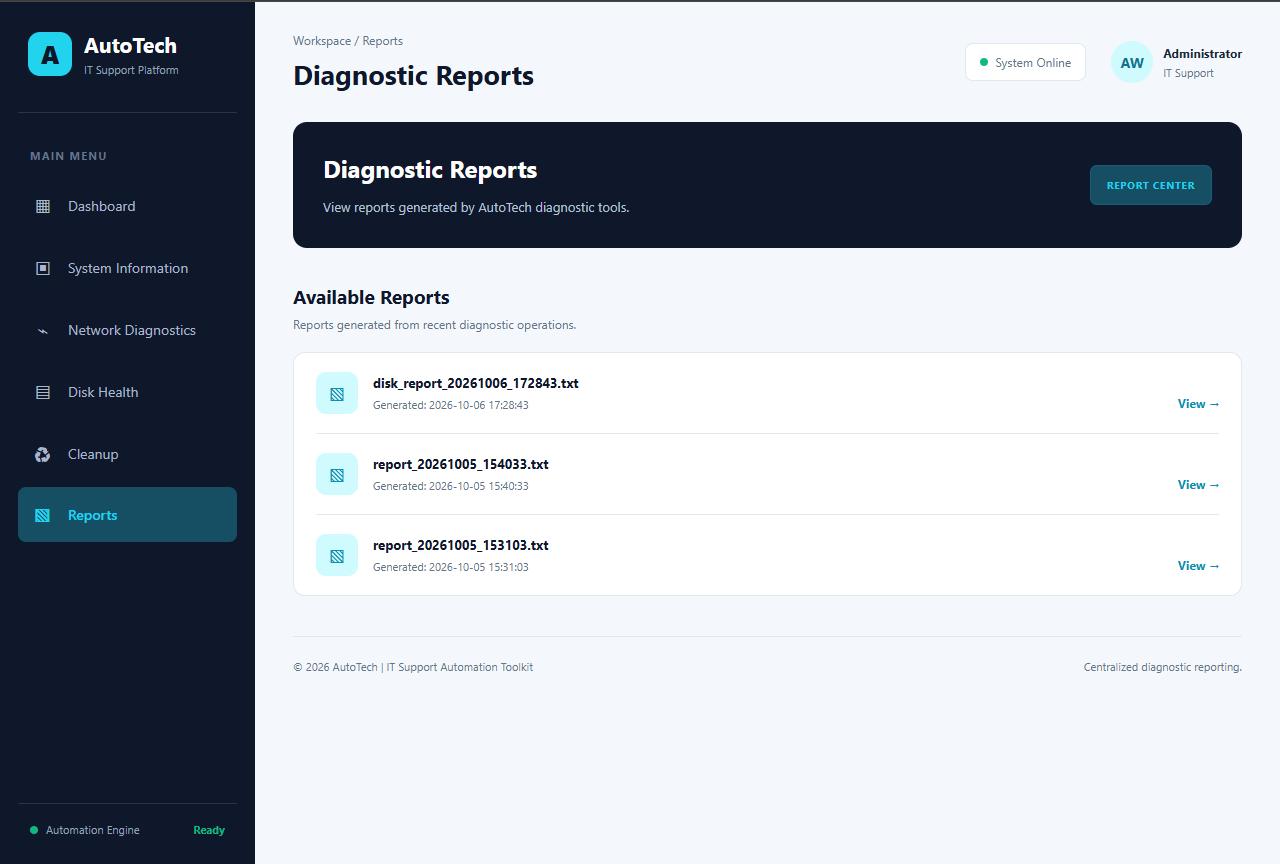 A
AutoTech
IT Support Platform
MAIN MENU
Dashboard
System Information
Network Diagnostics
Disk Health
Cleanup
Reports
Automation Engine
Ready
Workspace / Reports
Diagnostic Reports
System Online
AW
Administrator
IT Support
Diagnostic Reports
View reports generated by AutoTech diagnostic tools.
REPORT CENTER
Available Reports
Reports generated from recent diagnostic operations.
disk_report_20261006_172843.txt
Generated: 2026-10-06 17:28:43
View →
report_20261005_154033.txt
Generated: 2026-10-05 15:40:33
View →
report_20261005_153103.txt
Generated: 2026-10-05 15:31:03
View →
© 2026 AutoTech | IT Support Automation Toolkit
Centralized diagnostic reporting.